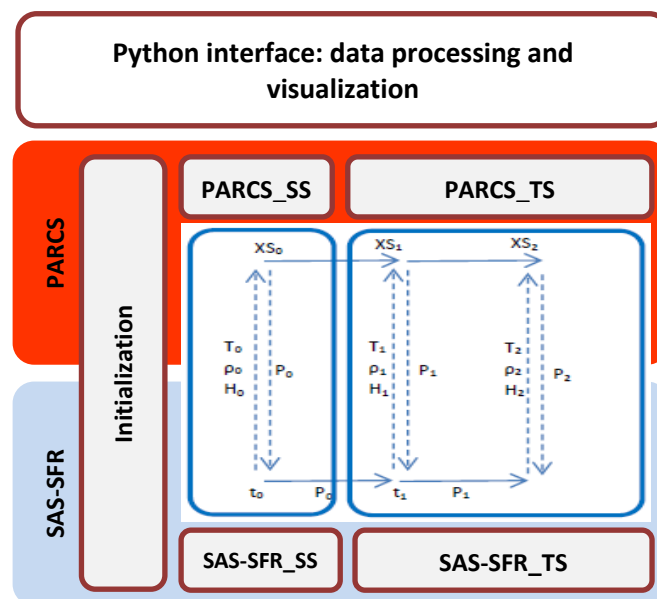 Python interface: data processing and
visualization
PARCS
Initialization
PARCS_SS
PARCS_TS
XS₀
XS₁
XS₂
T₀
ρ₀
H₀
P₀
T₁
ρ₁
H₁
P₁
T₂
ρ₂
H₂
P₂
t₀
P₀
t₁
P₁
SAS-SFR
SAS-SFR_SS
SAS-SFR_TS